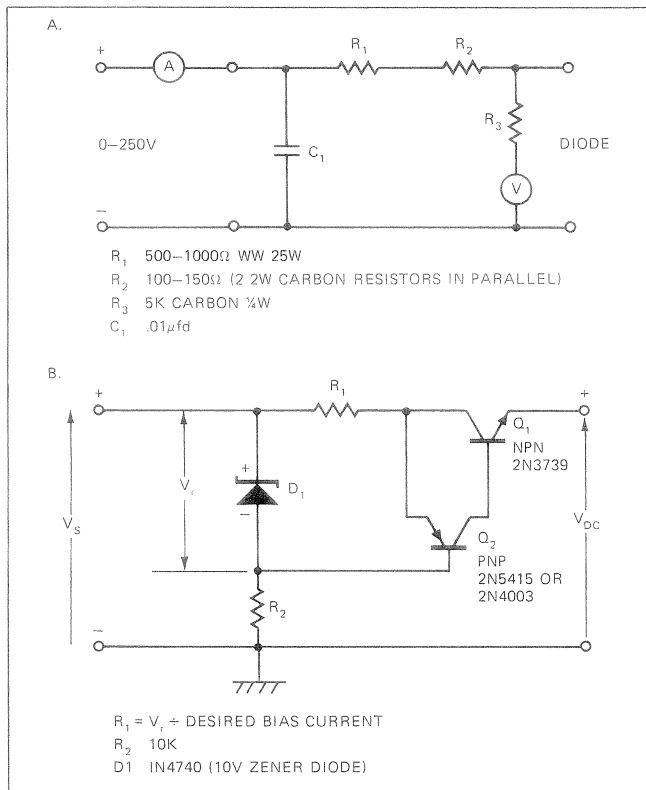 A.
R₁ R₂
+
A
R₃
0–250V
C₁
DIODE
V
–
R₁ 500–1000Ω WW 25W
R₂ 100–150Ω (2 2W CARBON RESISTORS IN PARALLEL)
R₃ 5K CARBON ¼W
C₁ .01µfd
B.
R₁
+ +
Q₁
NPN
2N3739
Vᵣ
+
D₁
–
V_S
V_DC
Q₂
PNP
2N5415 OR
2N4003
R₂
–
R₁ = Vᵣ ÷ DESIRED BIAS CURRENT
R₂ 10K
D1 IN4740 (10V ZENER DIODE)